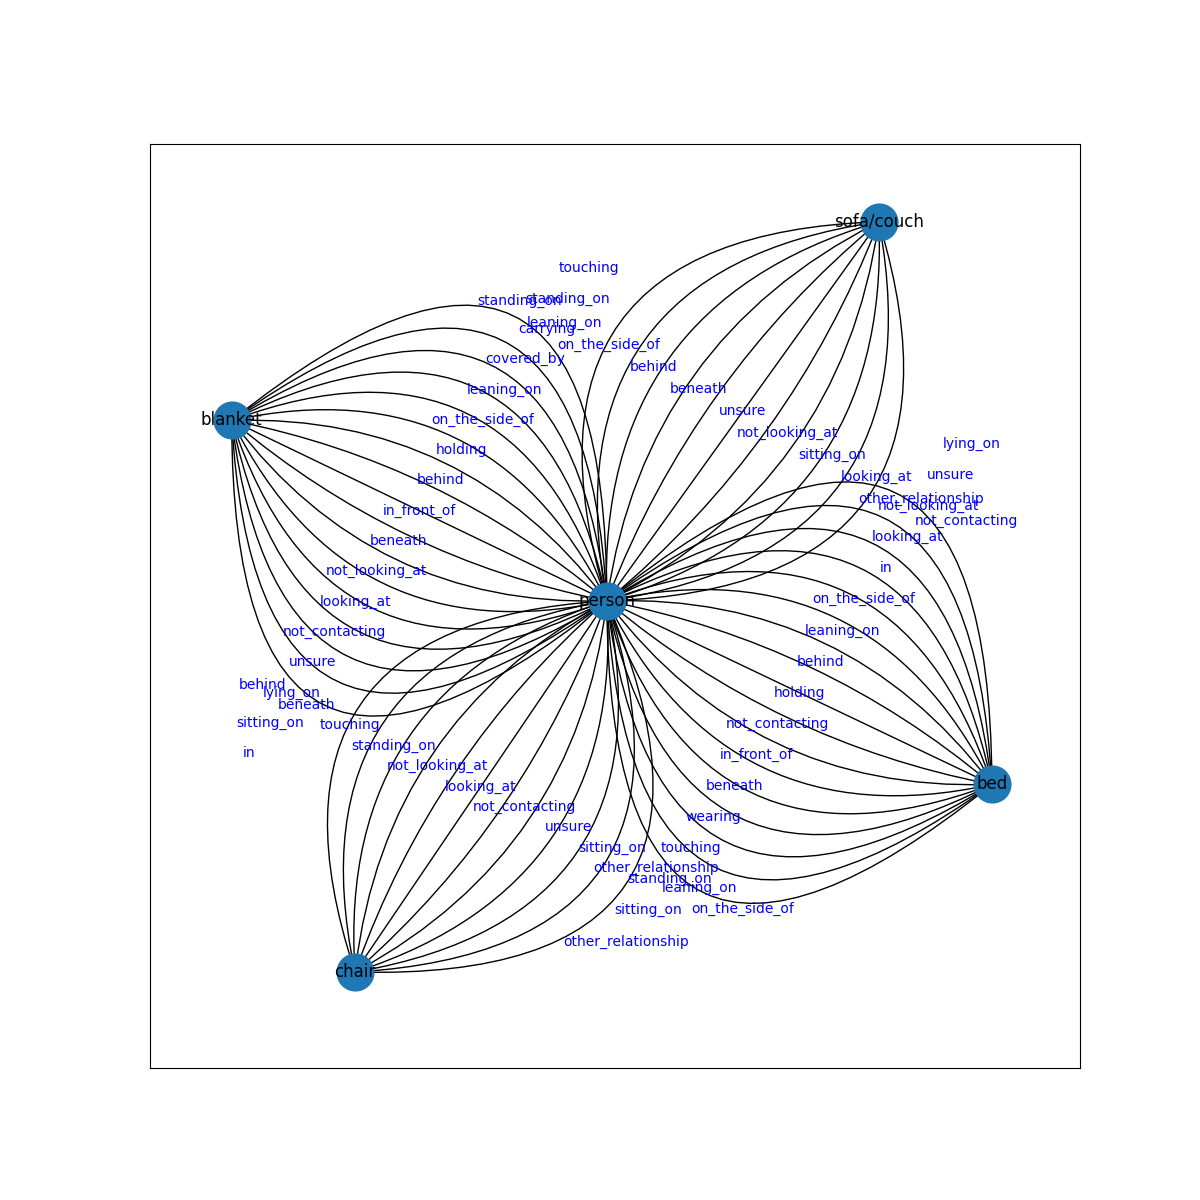 sofa/couch
touching
standing_on
standing_on
leaning_on
carrying
on_the_side_of
covered_by
behind
beneath
leaning_on
unsure
blanket
on_the_side_of
not_looking_at
lying_on
holding
sitting_on
behind
looking_at
unsure
other_relationship
not_looking_at
in_front_of
not_contacting
beneath
looking_at
not_looking_at
in
looking_at
person
on_the_side_of
not_contacting
leaning_on
unsure
behind
behind
lying_on
holding
beneath
sitting_on
touching
not_contacting
standing_on
in
in_front_of
not_looking_at
looking_at
beneath
bed
not_contacting
wearing
unsure
sitting_on
touching
other_relationship
standing_on
leaning_on
sitting_on
on_the_side_of
other_relationship
chair